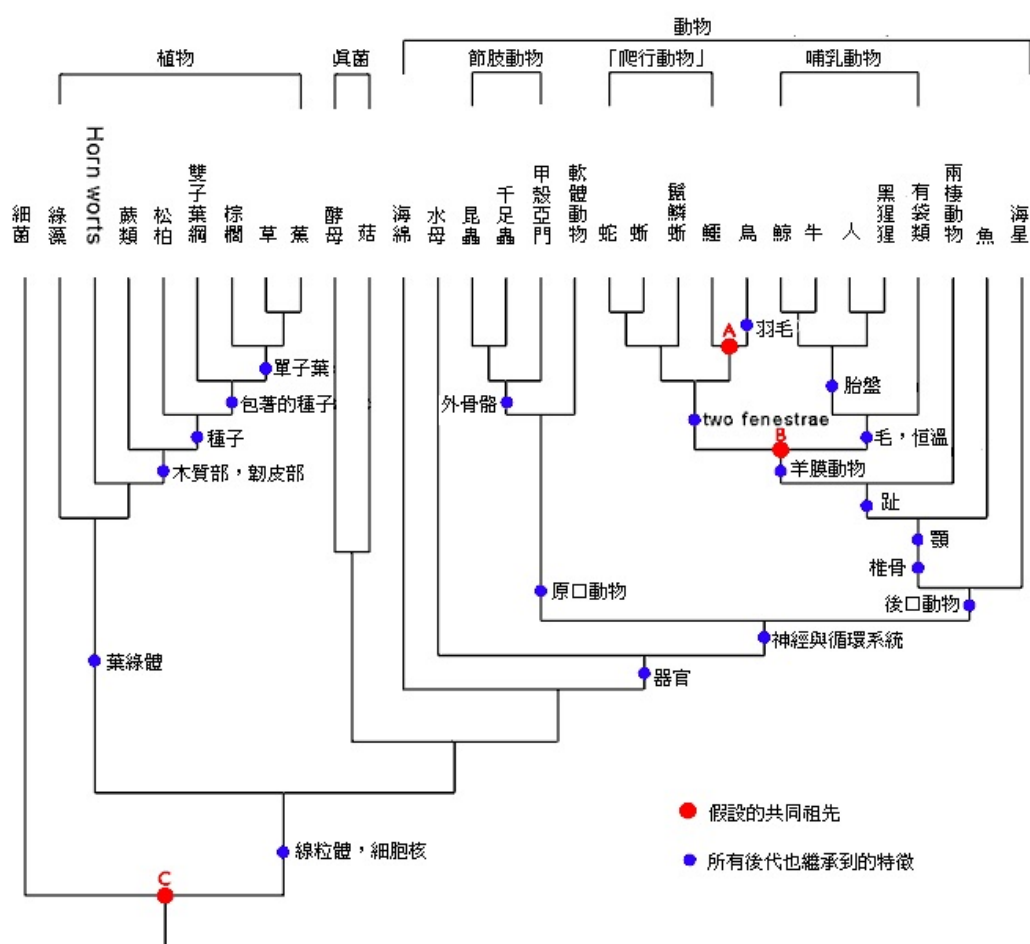 動物
植物
眞菌
節肢動物
「爬行動物」
哺乳動物
細菌
綠藻
Horn worts
蕨類
松柏
雙子葉綱
棕櫚
草
蕉
酵母
菇
海綿
水母
昆蟲
千足蟲
甲殼亞門
軟體動物
蛇
蜥
鬣鱗蜥
鱷
鳥
鯨
牛
人
黑猩猩
有袋類
兩棲動物
魚
海星
A
羽毛
單子葉
胎盤
包著的種子
外骨骼
two fenestrae
B
種子
毛，恒溫
木質部，韌皮部
羊膜動物
趾
顎
椎骨
原口動物
後口動物
神經與循環系統
葉綠體
器官
假設的共同祖先
線粒體，細胞核
所有後代也繼承到的特徵
C